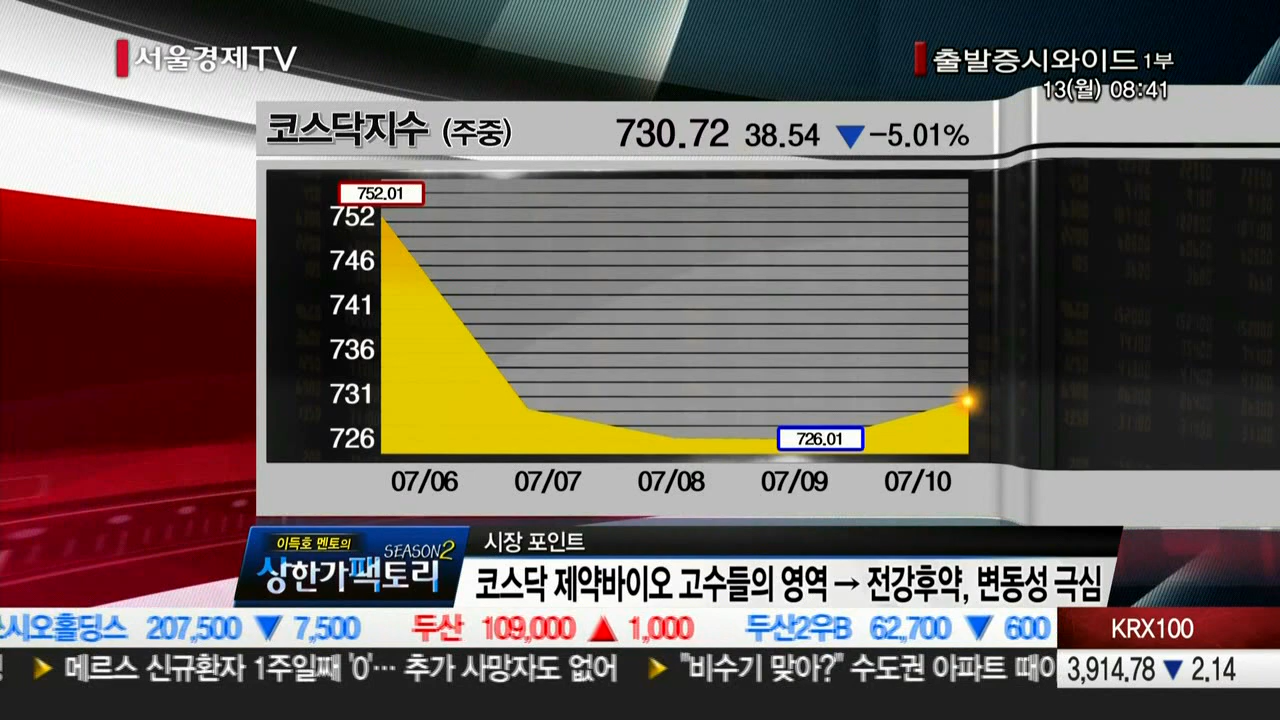 서울경제TV
출발증시와이드 1부
13(월) 08:41
코스닥지수 (주중) 730.72 38.54 ▼ -5.01%
752.01
752
746
741
736
731
726
726.01
07/06 07/07 07/08 07/09 07/10
이득호 멘토의
상한가팩토리 SEASON2
시장 포인트
코스닥 제약바이오 고수들의 영역 → 전강후약, 변동성 극심
시오홀딩스 207,500 ▼ 7,500 두산 109,000 ▲ 1,000 두산2우B 62,700 ▼ 600
KRX100
▶ 메르스 신규환자 1주일째 '0'… 추가 사망자도 없어 ▶ "비수기 맞아?" 수도권 아파트 때이
3,914.78 ▼ 2.14